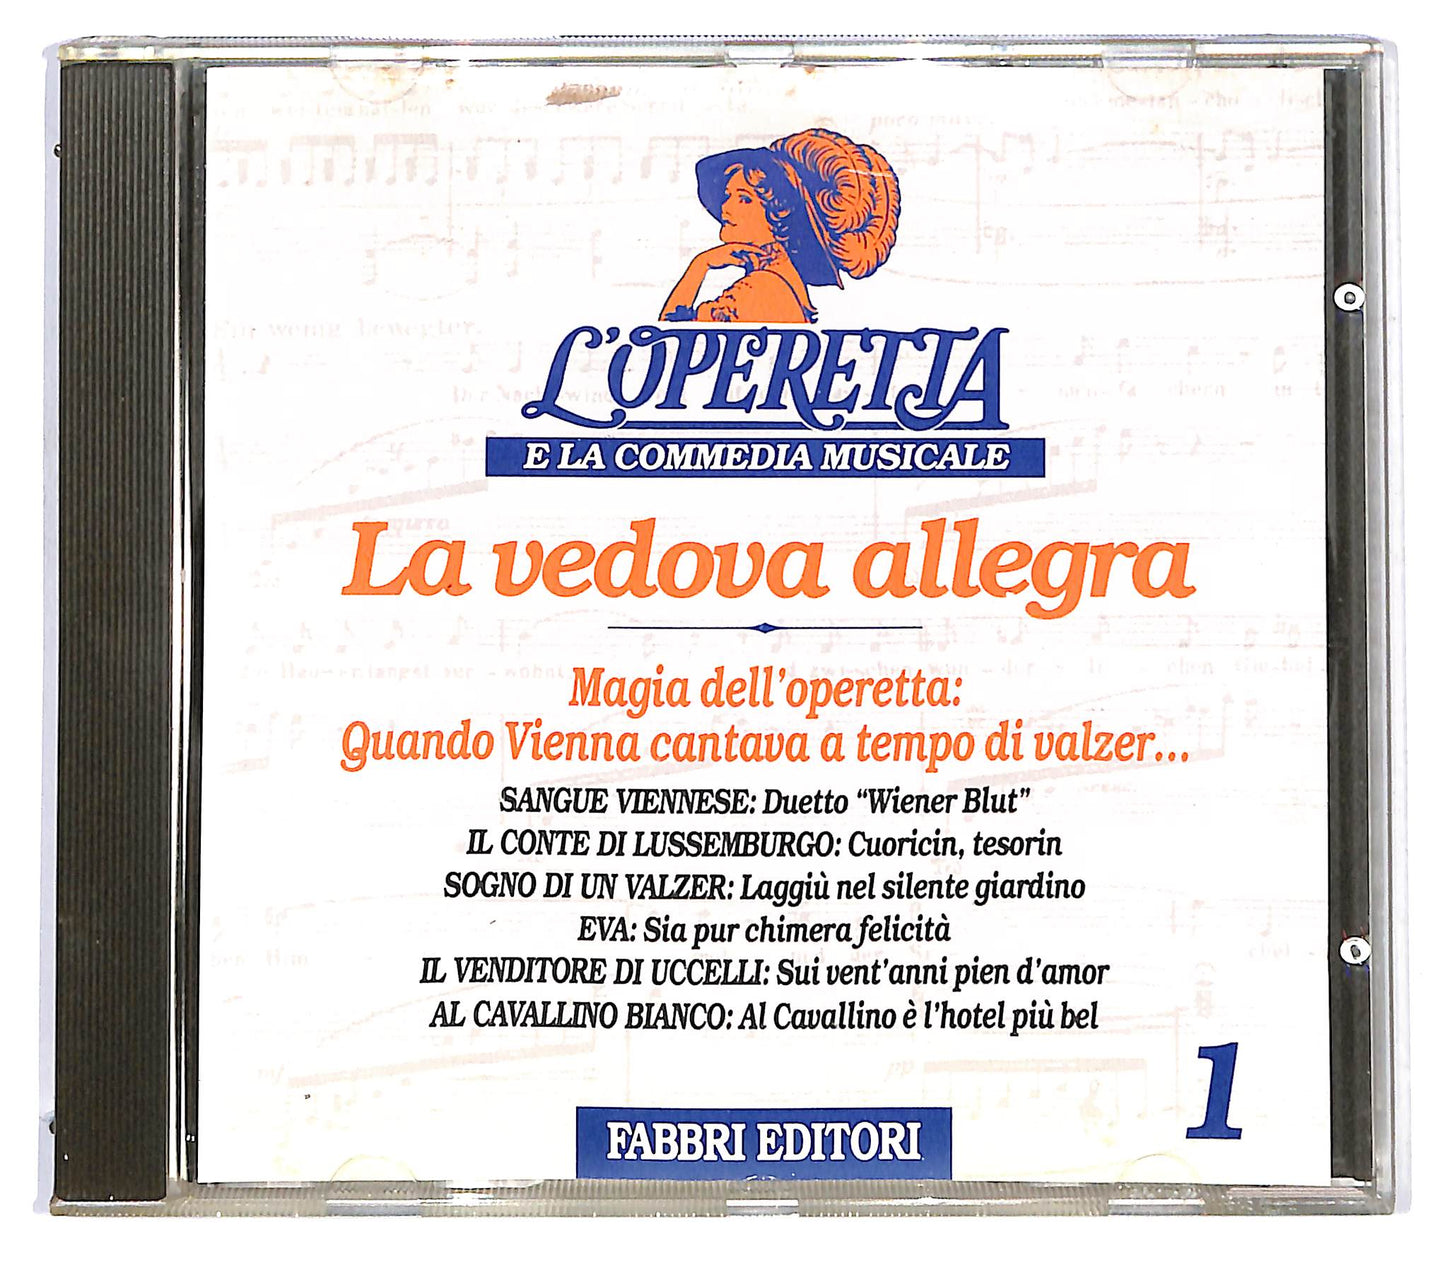 L'OPERETTA
E LA COMMEDIA MUSICALE
La vedova allegra
Magia dell'operetta:
Quando Vienna cantava a tempo di valzer...
SANGUE VIENNESE: Duetto "Wiener Blut"
IL CONTE DI LUSSEMBURGO: Cuoricin, tesorin
SOGNO DI UN VALZER: Laggiù nel silente giardino
EVA: Sia pur chimera felicità
IL VENDITORE DI UCCELLI: Sui vent'anni pien d'amor
AL CAVALLINO BIANCO: Al Cavallino è l'hotel più bel
1
FABBRI EDITORI